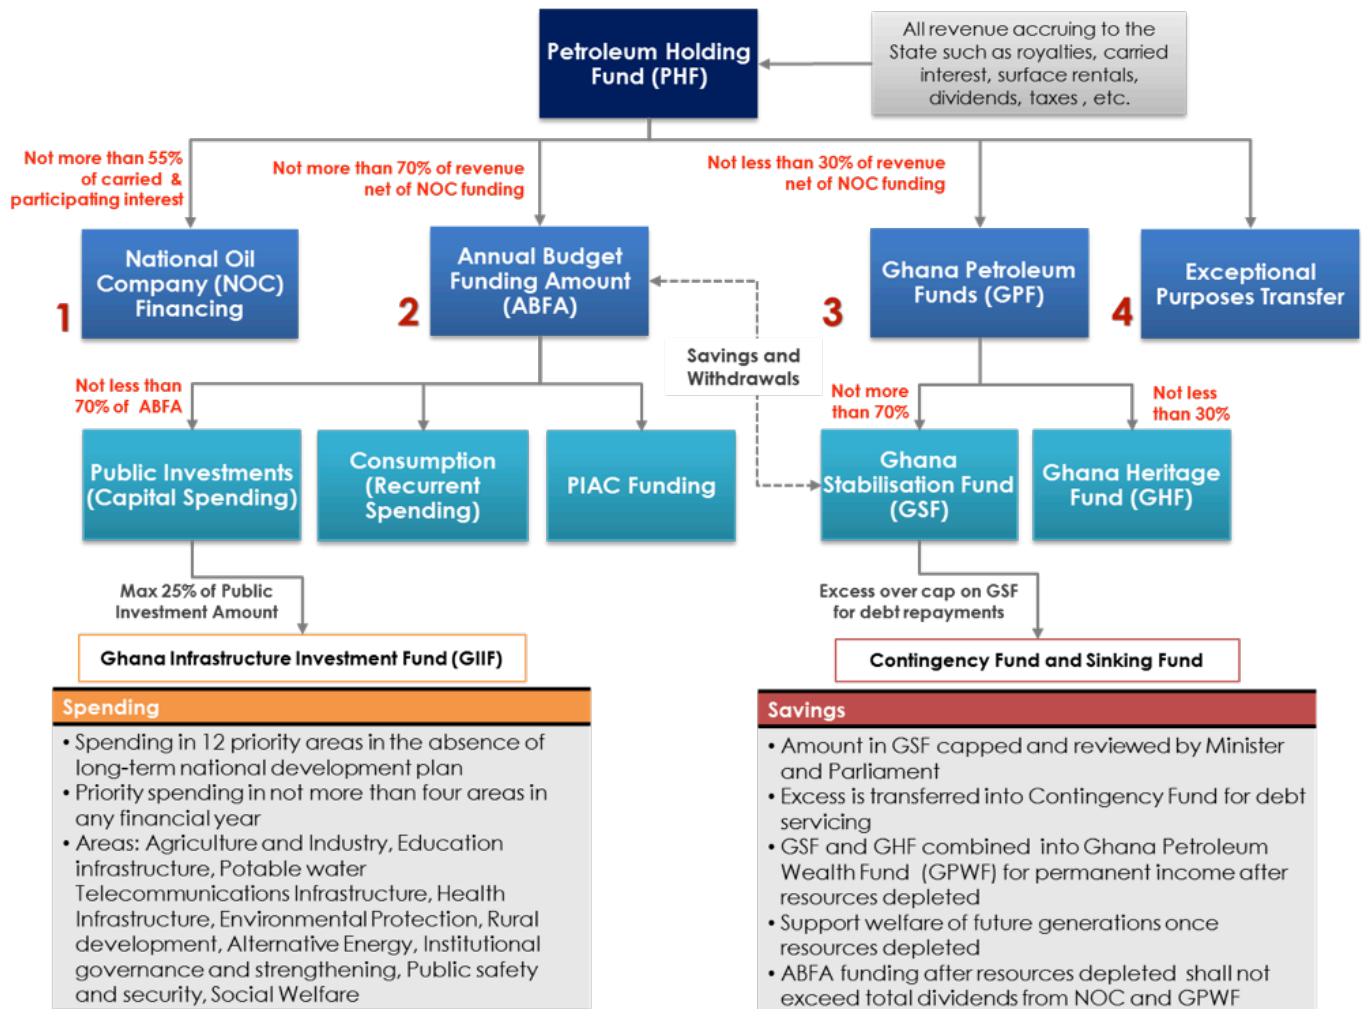 Petroleum Holding
Fund (PHF)
All revenue accruing to the
State such as royalties, carried
interest, surface rentals,
dividends, taxes , etc.
Not more than 55%
of carried &
participating interest
Not more than 70% of revenue
net of NOC funding
Not less than 30% of revenue
net of NOC funding
1
National Oil
Company (NOC)
Financing
2
Annual Budget
Funding Amount
(ABFA)
3
Ghana Petroleum
Funds (GPF)
4
Exceptional
Purposes Transfer
Savings and
Withdrawals
Not less than
70% of ABFA
Not more
than 70%
Not less
than 30%
Public Investments
(Capital Spending)
Consumption
(Recurrent
Spending)
PIAC Funding
Ghana
Stabilisation Fund
(GSF)
Ghana Heritage
Fund (GHF)
Max 25% of Public
Investment Amount
Excess over cap on GSF
for debt repayments
Ghana Infrastructure Investment Fund (GIIF)
Contingency Fund and Sinking Fund
Spending
• Spending in 12 priority areas in the absence of
long-term national development plan
• Priority spending in not more than four areas in
any financial year
• Areas: Agriculture and Industry, Education
infrastructure, Potable water
Telecommunications Infrastructure, Health
Infrastructure, Environmental Protection, Rural
development, Alternative Energy, Institutional
governance and strengthening, Public safety
and security, Social Welfare
Savings
• Amount in GSF capped and reviewed by Minister
and Parliament
• Excess is transferred into Contingency Fund for debt
servicing
• GSF and GHF combined into Ghana Petroleum
Wealth Fund (GPWF) for permanent income after
resources depleted
• Support welfare of future generations once
resources depleted
• ABFA funding after resources depleted shall not
exceed total dividends from NOC and GPWF